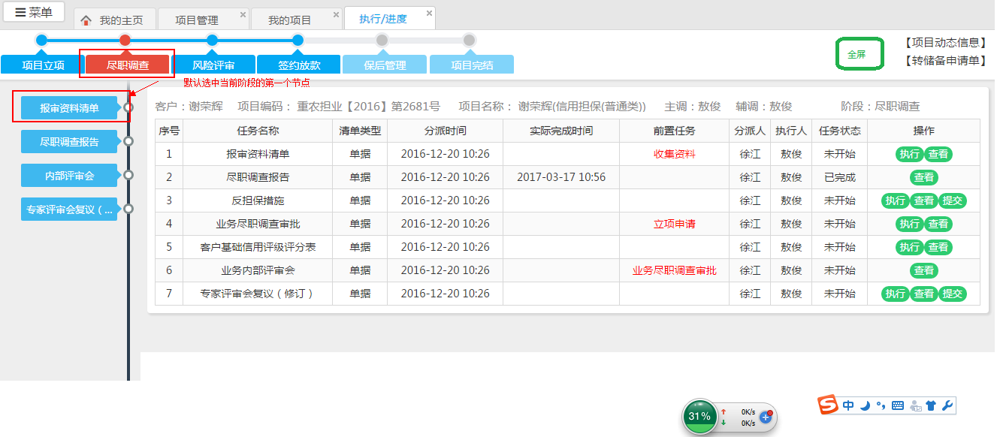 菜单
我的主页 项目管理 我的项目 执行/进度
项目立项 尽职调查 风险评审 签约放款 保后管理 项目完结
全屏
【项目动态信息】
【转储备申请单】
默认选中当前阶段的第一个节点
报审资料清单
尽职调查报告
内部评审会
专家评审会复议（...
客户：谢荣辉 项目编码： 重农担业【2016】第2681号 项目名称： 谢荣辉(信用担保(普通类)) 主调：敖俊 辅调：敖俊 阶段：尽职调查
序号 任务名称 清单类型 分派时间 实际完成时间 前置任务 分派人 执行人 任务状态 操作
1 报审资料清单 单据 2016-12-20 10:26 收集资料 徐江 敖俊 未开始 执行 查看
2 尽职调查报告 单据 2016-12-20 10:26 2017-03-17 10:56 徐江 敖俊 已完成 查看
3 反担保措施 单据 2016-12-20 10:26 徐江 敖俊 未开始 执行 查看 提交
4 业务尽职调查审批 单据 2016-12-20 10:26 立项申请 徐江 敖俊 未开始 执行 查看
5 客户基础信用评级评分表 单据 2016-12-20 10:26 徐江 敖俊 未开始 执行 查看
6 业务内部评审会 单据 2016-12-20 10:26 业务尽职调查审批 徐江 敖俊 未开始 查看
7 专家评审会复议（修订） 单据 2016-12-20 10:26 徐江 敖俊 未开始 执行 查看 提交
31%
0K/s
0K/s
S 中